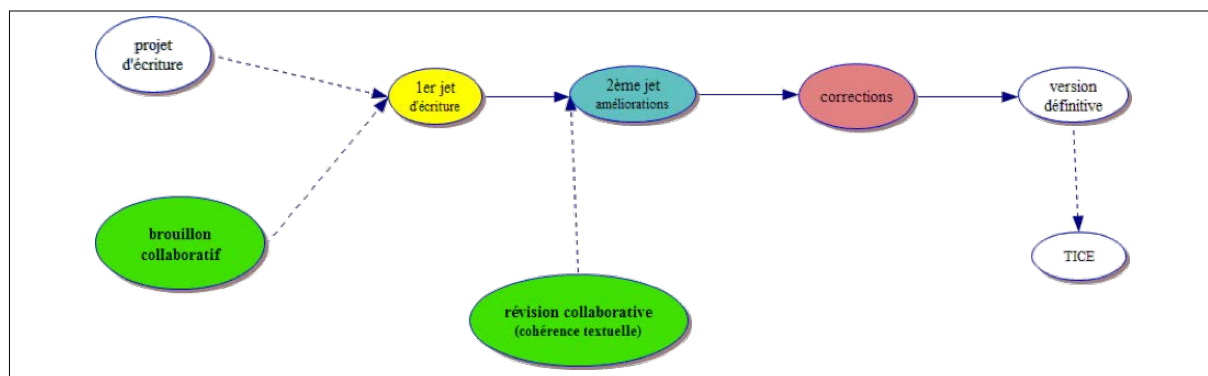 projet
d'écriture
1er jet
d'écriture
2ème jet
améliorations
corrections
version
définitive
brouillon
collaboratif
TICE
révision collaborative
(cohérence textuelle)